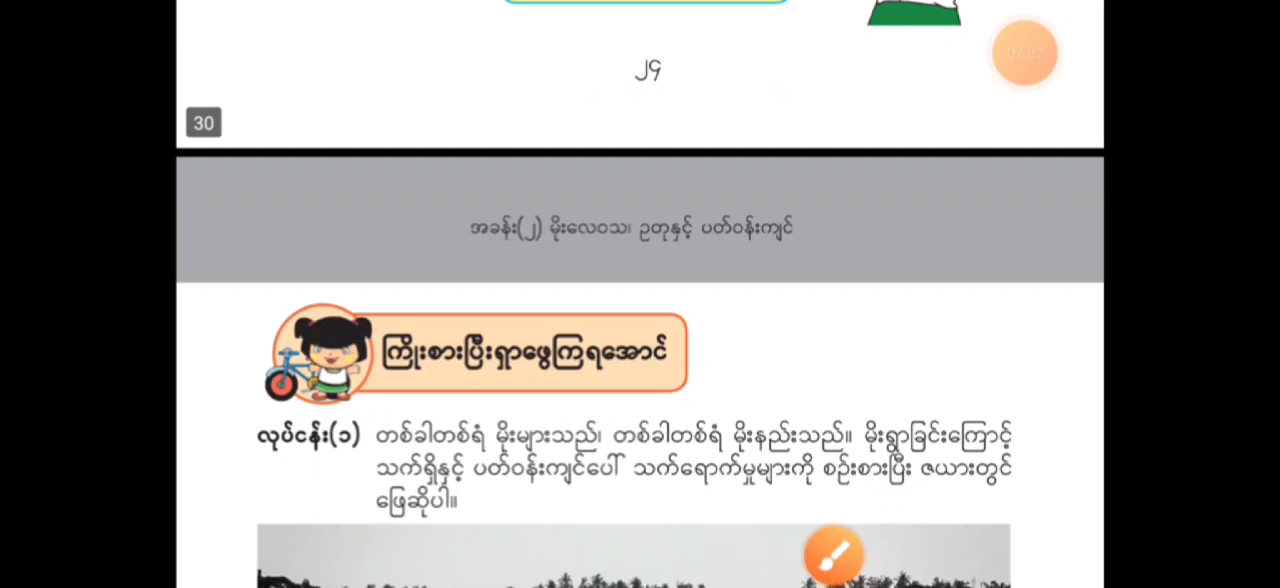 ၂၄
07:02
30
အခန်း(၂) မိုးလေဝသ၊ ဥတုနှင့် ပတ်ဝန်းကျင်
ကြိုးစားပြီးရှာဖွေကြရအောင်
လုပ်ငန်း(၁) တစ်ခါတစ်ရံ မိုးများသည်၊ တစ်ခါတစ်ရံ မိုးနည်းသည်။ မိုးရွာခြင်းကြောင့်
သက်ရှိနှင့် ပတ်ဝန်းကျင်ပေါ် သက်ရောက်မှုများကို စဉ်းစားပြီး ဇယားတွင်
ဖြေဆိုပါ။